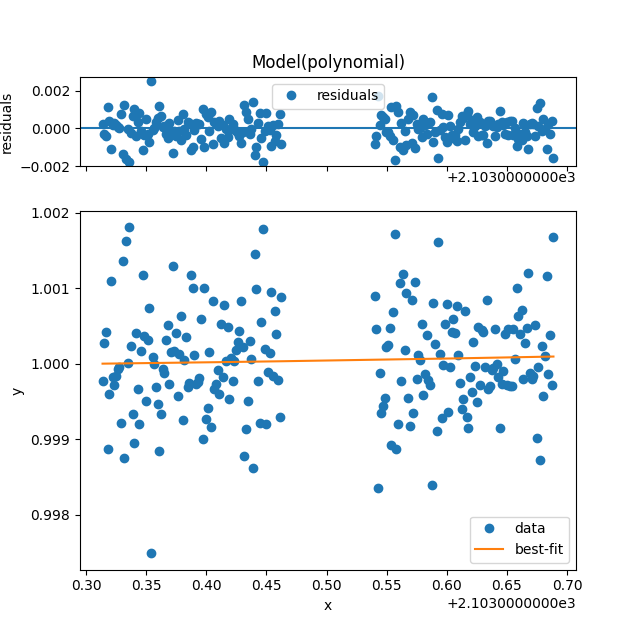 Model(polynomial)
residuals
0.002
0.000
−0.002
residuals
+2.1030000000e3
1.002
1.001
1.000
0.999
0.998
y
data
best-fit
0.30 0.35 0.40 0.45 0.50 0.55 0.60 0.65 0.70
x
+2.1030000000e3